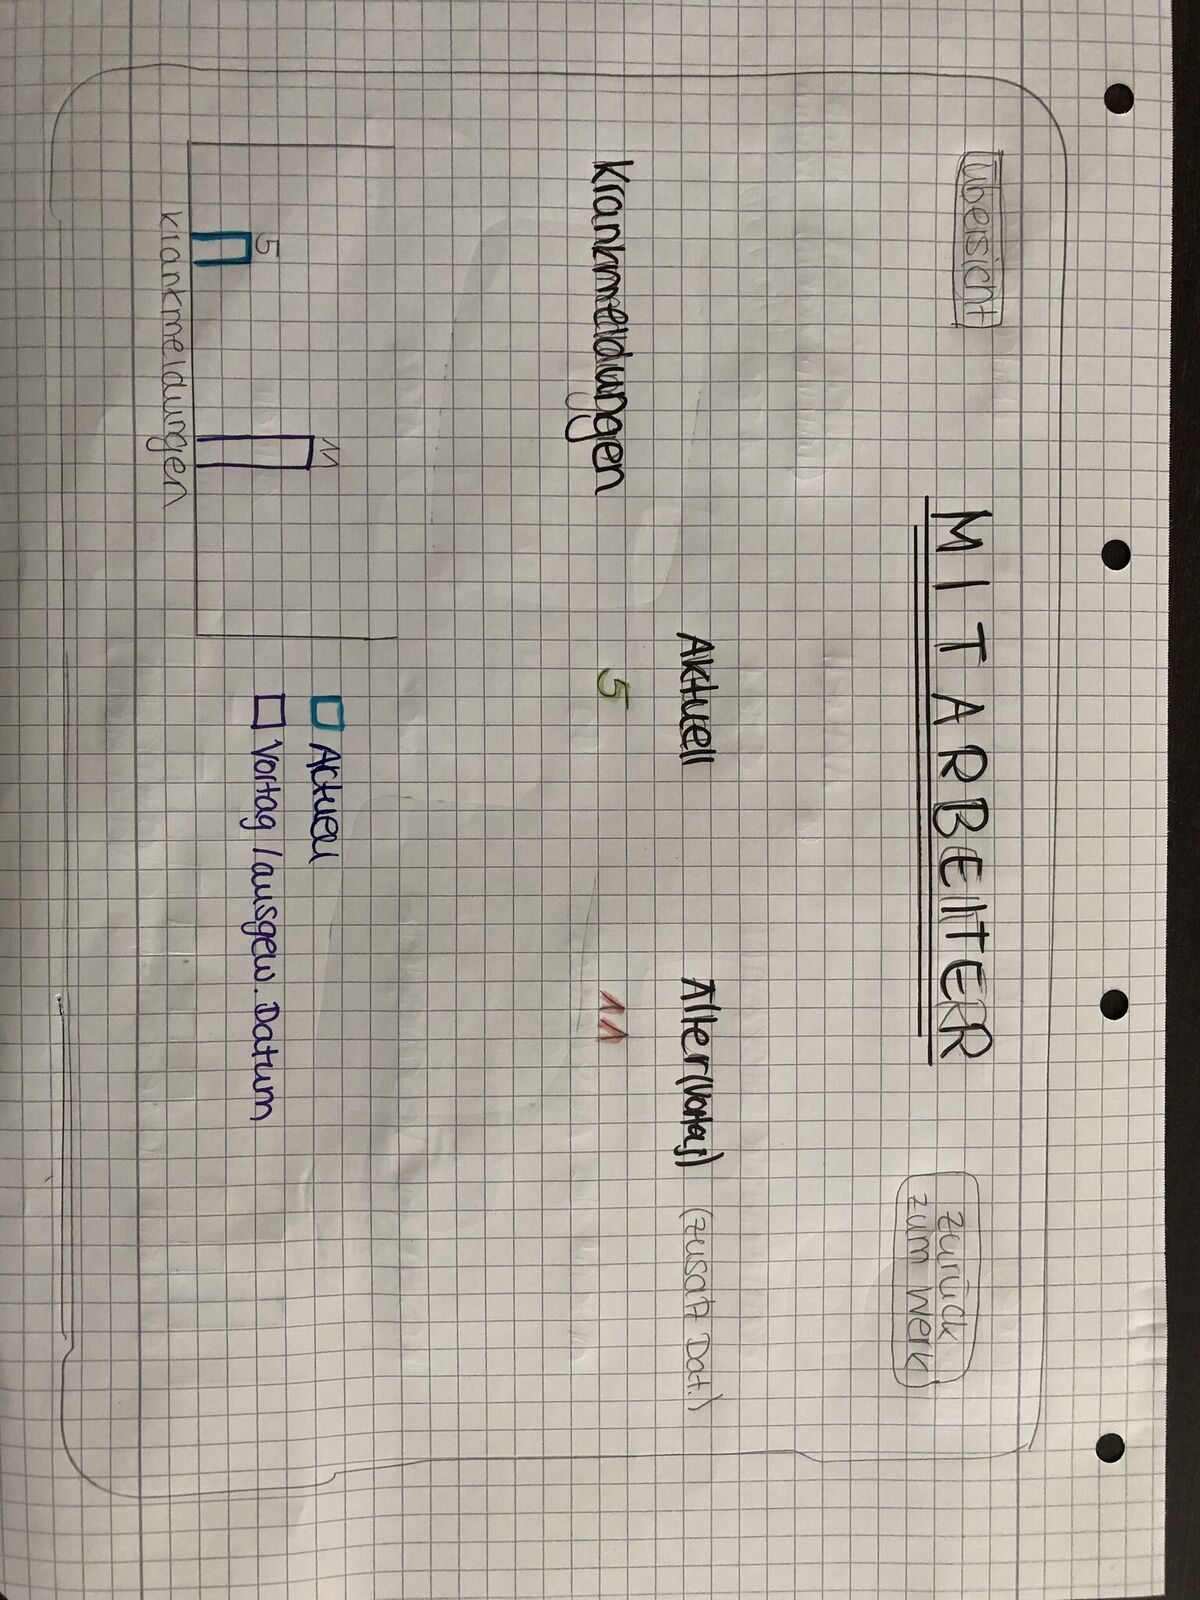 übersicht
MITARBEITER
zurück
zum Werk
Aktuell
Älter (Vortag) (zusatz Dat.)
Krankmeldungen
5
11
11
5
Krankmeldungen
Aktuell
Vortag / ausgew. Datum